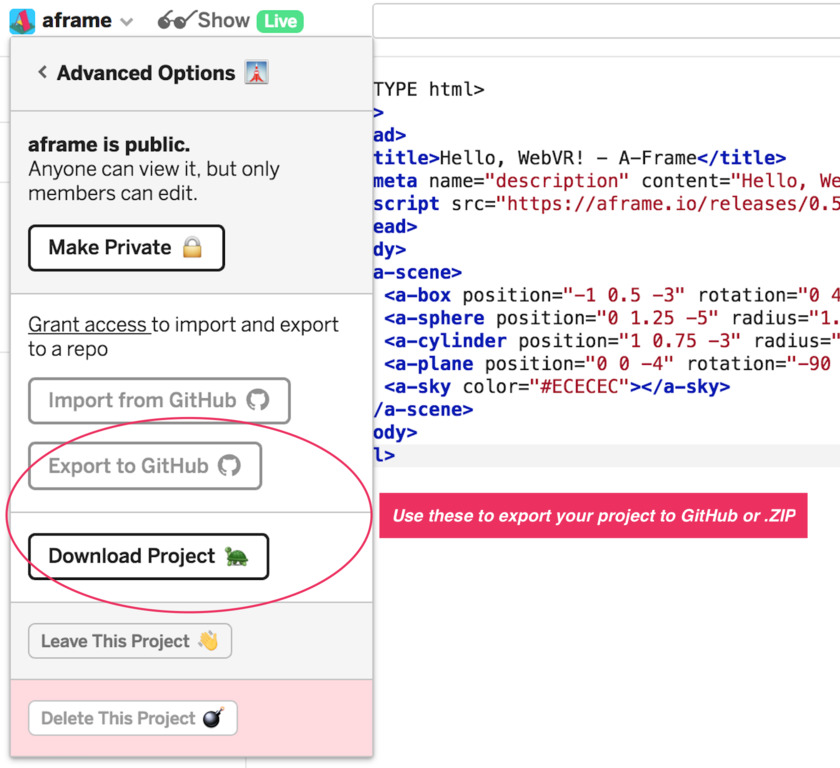 aframe Show Live
Advanced Options
aframe is public.
Anyone can view it, but only
members can edit.
Make Private
Grant access to import and export
to a repo
Import from GitHub
Export to GitHub
Download Project
Leave This Project
Delete This Project
TYPE html>
>
ad>
title>Hello, WebVR! – A-Frame</title>
meta name="description" content="Hello, We
script src="https://aframe.io/releases/0.5
ead>
dy>
a-scene>
<a-box position="-1 0.5 -3" rotation="0 4
<a-sphere position="0 1.25 -5" radius="1.
<a-cylinder position="1 0.75 -3" radius="
<a-plane position="0 0 -4" rotation="-90
<a-sky color="#ECECEC"></a-sky>
/a-scene>
ody>
l>
Use these to export your project to GitHub or .ZIP